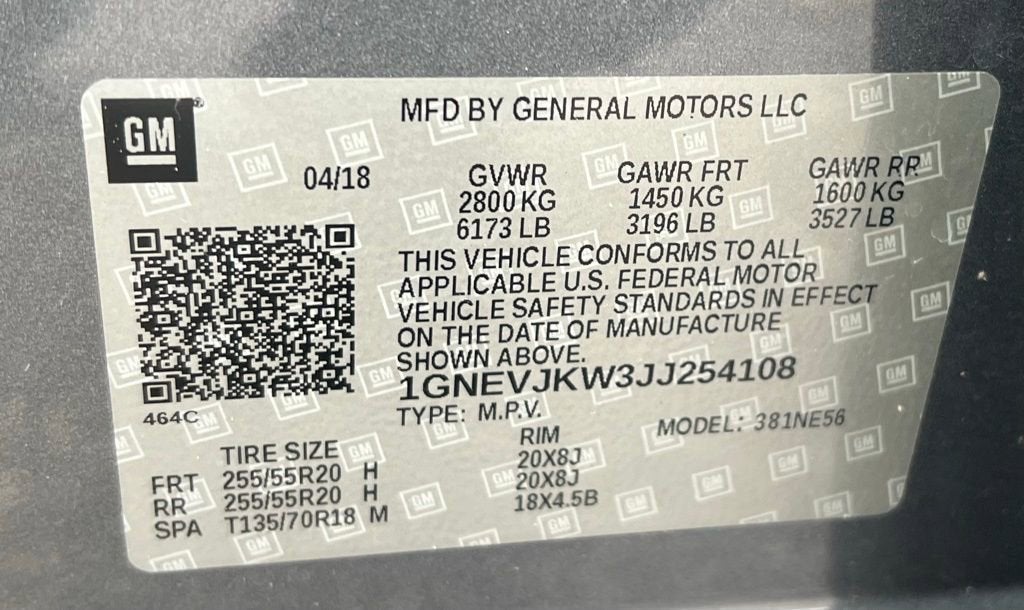 GM
MFD BY GENERAL MOTORS LLC
04/18
GVWR GAWR FRT GAWR RR
2800 KG 1450 KG 1600 KG
6173 LB 3196 LB 3527 LB
THIS VEHICLE CONFORMS TO ALL
APPLICABLE U.S. FEDERAL MOTOR
VEHICLE SAFETY STANDARDS IN EFFECT
ON THE DATE OF MANUFACTURE
SHOWN ABOVE.
1GNEVJKW3JJ254108
464C
TYPE: M.P.V. MODEL: 381NE56
TIRE SIZE RIM
FRT 255/55R20 H 20X8J
RR 255/55R20 H 20X8J
SPA T135/70R18 M 18X4.5B